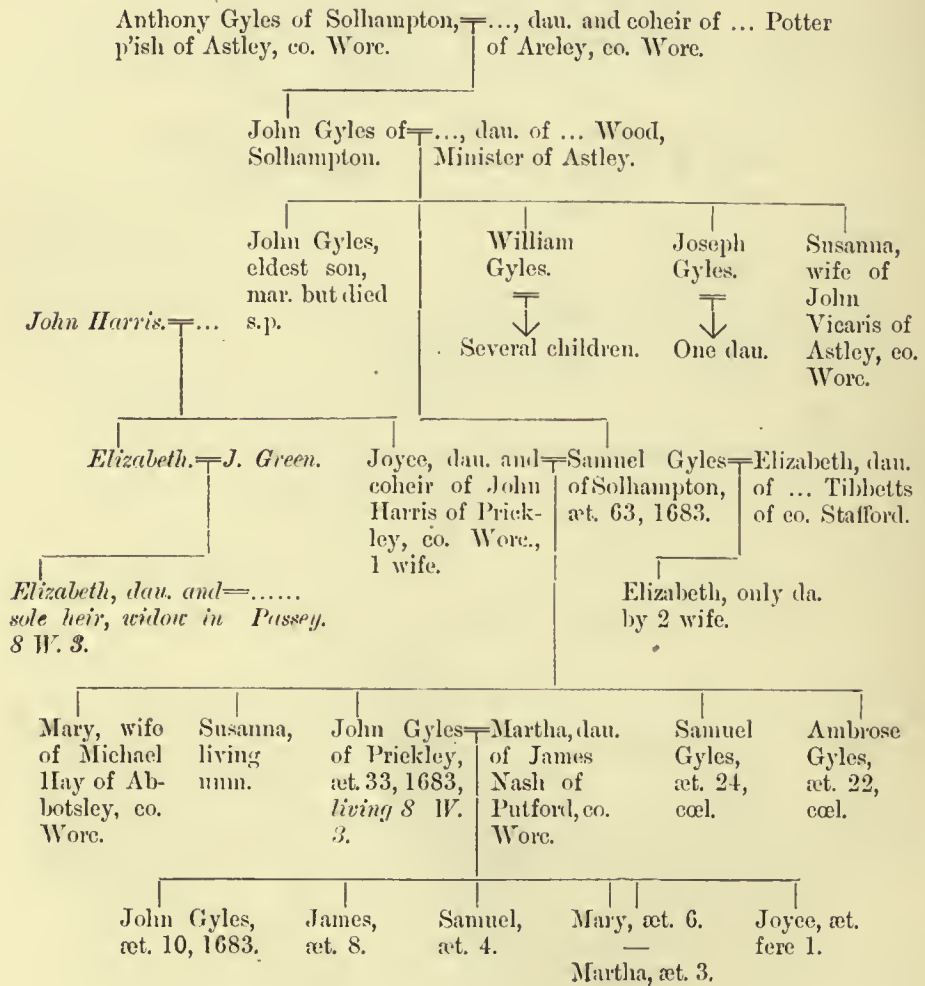 Anthony Gyles of Solhampton,=..., dau. and coheir of ... Potter
p'ish of Astley, co. Worc.
of Areley, co. Worc.
John Gyles of=..., dau. of ... Wood,
Solhampton.
Minister of Astley.
John Gyles,
eldest son,
mar. but died
s.p.
William
Gyles.
Several children.
Joseph
Gyles.
One dau.
Susanna,
wife of
John
Vicaris of
Astley, co.
Worc.
John Harris.=...
Elizabeth.=J. Green.
Joyce, dau. and
coheir of John
Harris of Prick-
ley, co. Worc.,
1 wife.
=Samuel Gyles=
of Solhampton,
æt. 63, 1683.
Elizabeth, dau.
of ... Tibbetts
of co. Stafford.
Elizabeth, dau. and=......
sole heir, widow in Passey.
8 W. 3.
Elizabeth, only da.
by 2 wife.
Mary, wife
of Michael
Hay of Ab-
botsley, co.
Worc.
Susanna,
living
unm.
John Gyles=
of Prickley,
æt. 33, 1683,
living 8 W.
3.
Martha, dau.
of James
Nash of
Putford, co.
Worc.
Samuel
Gyles,
æt. 24,
cœl.
Ambrose
Gyles,
æt. 22,
cœl.
John Gyles,
æt. 10, 1683.
James,
æt. 8.
Samuel,
æt. 4.
Mary, æt. 6.
—
Martha, æt. 3.
Joyce, æt.
fere 1.